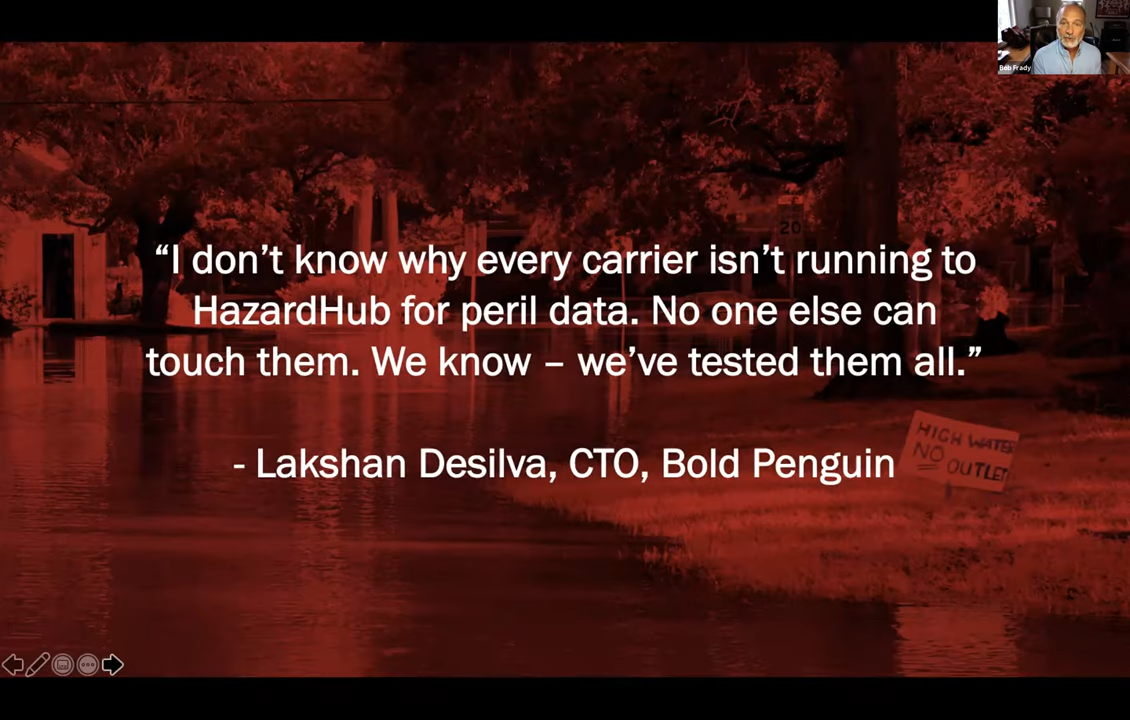 Bob Frady
20
“I don’t know why every carrier isn’t running to
HazardHub for peril data. No one else can
touch them. We know – we’ve tested them all.”
- Lakshan Desilva, CTO, Bold Penguin
HIGH WATER
NO OUTLET